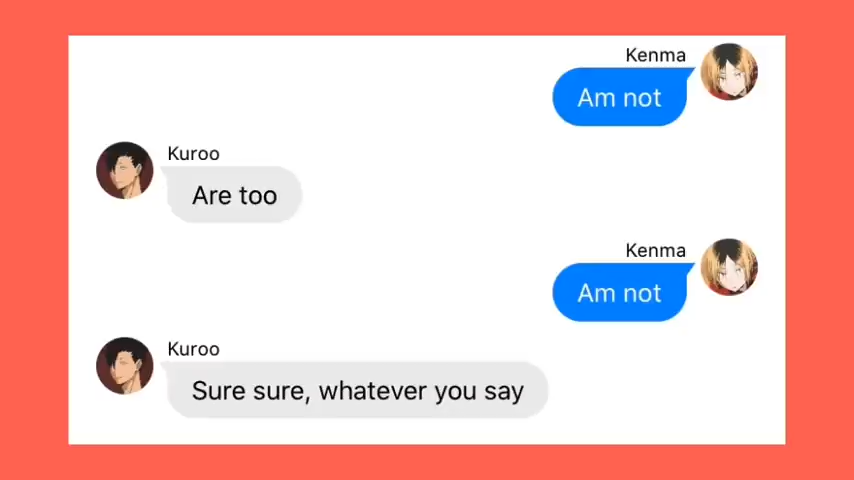 Kenma
Am not
Kuroo
Are too
Kenma
Am not
Kuroo
Sure sure, whatever you say